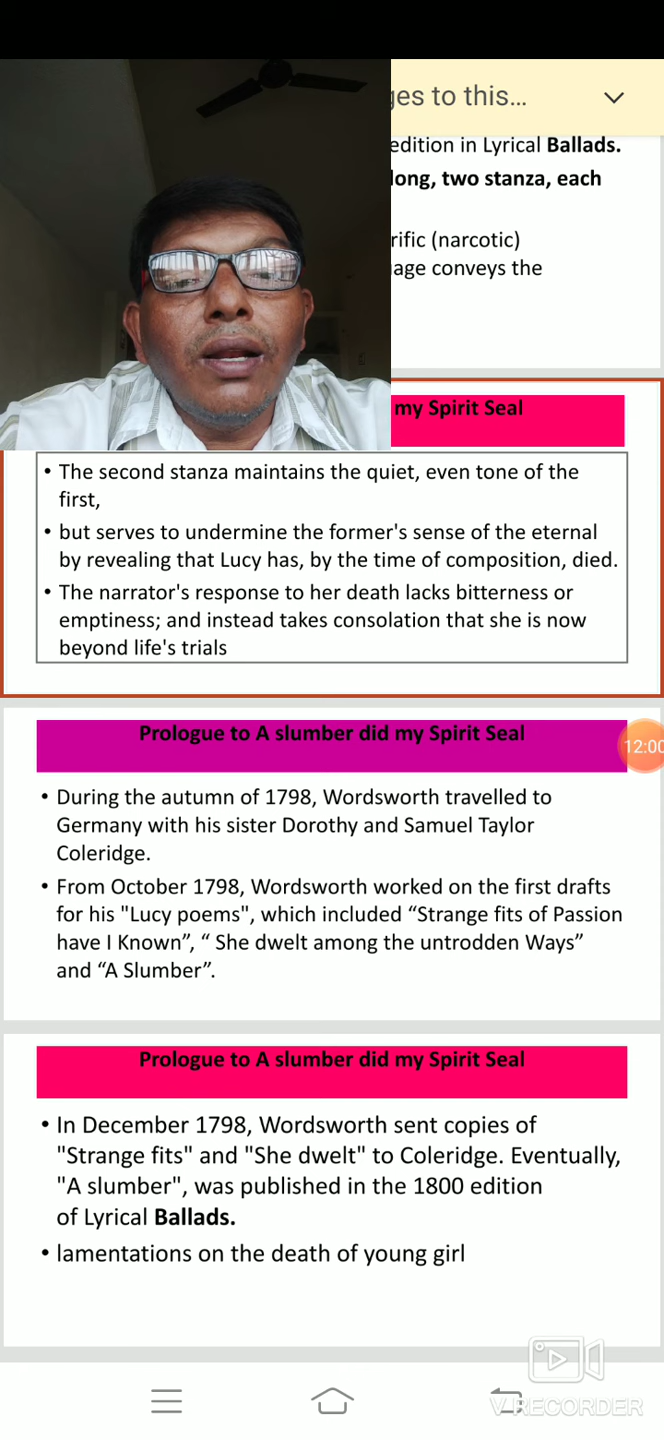 ges to this...
edition in Lyrical Ballads.
long, two stanza, each
rific (narcotic)
age conveys the
my Spirit Seal
• The second stanza maintains the quiet, even tone of the
first,
• but serves to undermine the former's sense of the eternal
by revealing that Lucy has, by the time of composition, died.
• The narrator's response to her death lacks bitterness or
emptiness; and instead takes consolation that she is now
beyond life's trials
Prologue to A slumber did my Spirit Seal
12:00
• During the autumn of 1798, Wordsworth travelled to
Germany with his sister Dorothy and Samuel Taylor
Coleridge.
• From October 1798, Wordsworth worked on the first drafts
for his "Lucy poems", which included “Strange fits of Passion
have I Known”, “ She dwelt among the untrodden Ways”
and “A Slumber”.
Prologue to A slumber did my Spirit Seal
• In December 1798, Wordsworth sent copies of
"Strange fits" and "She dwelt" to Coleridge. Eventually,
"A slumber", was published in the 1800 edition
of Lyrical Ballads.
• lamentations on the death of young girl
V RECORDER